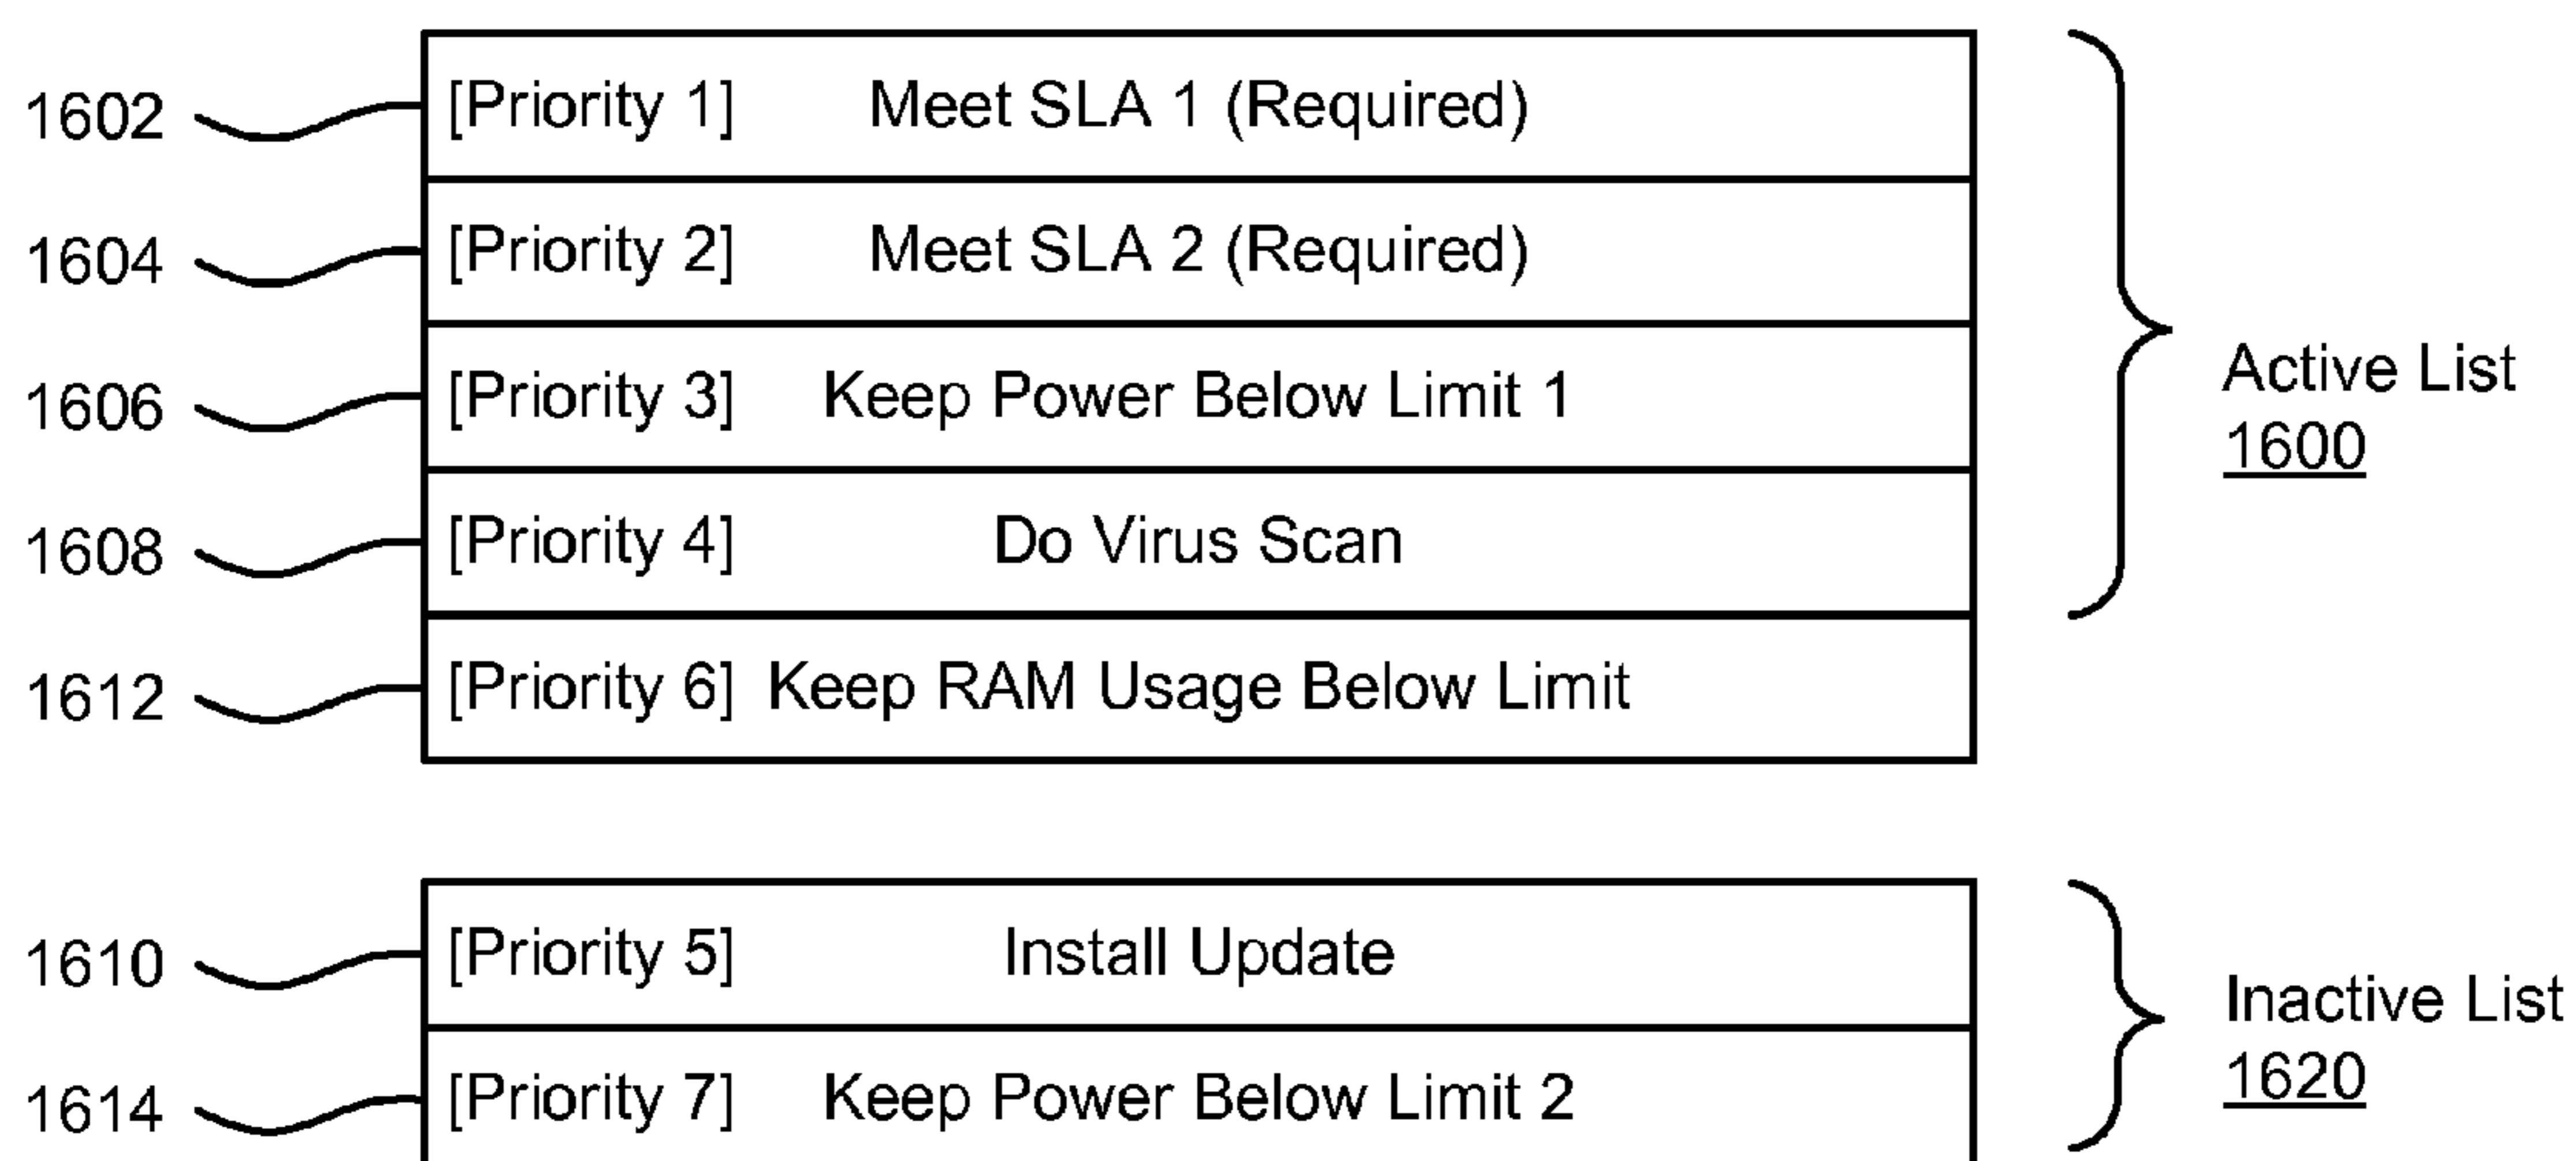 1602 [Priority 1] Meet SLA 1 (Required)
1604 [Priority 2] Meet SLA 2 (Required)
1606 [Priority 3] Keep Power Below Limit 1
1608 [Priority 4] Do Virus Scan
1612 [Priority 6] Keep RAM Usage Below Limit
Active List
1600
1610 [Priority 5] Install Update
1614 [Priority 7] Keep Power Below Limit 2
Inactive List
1620